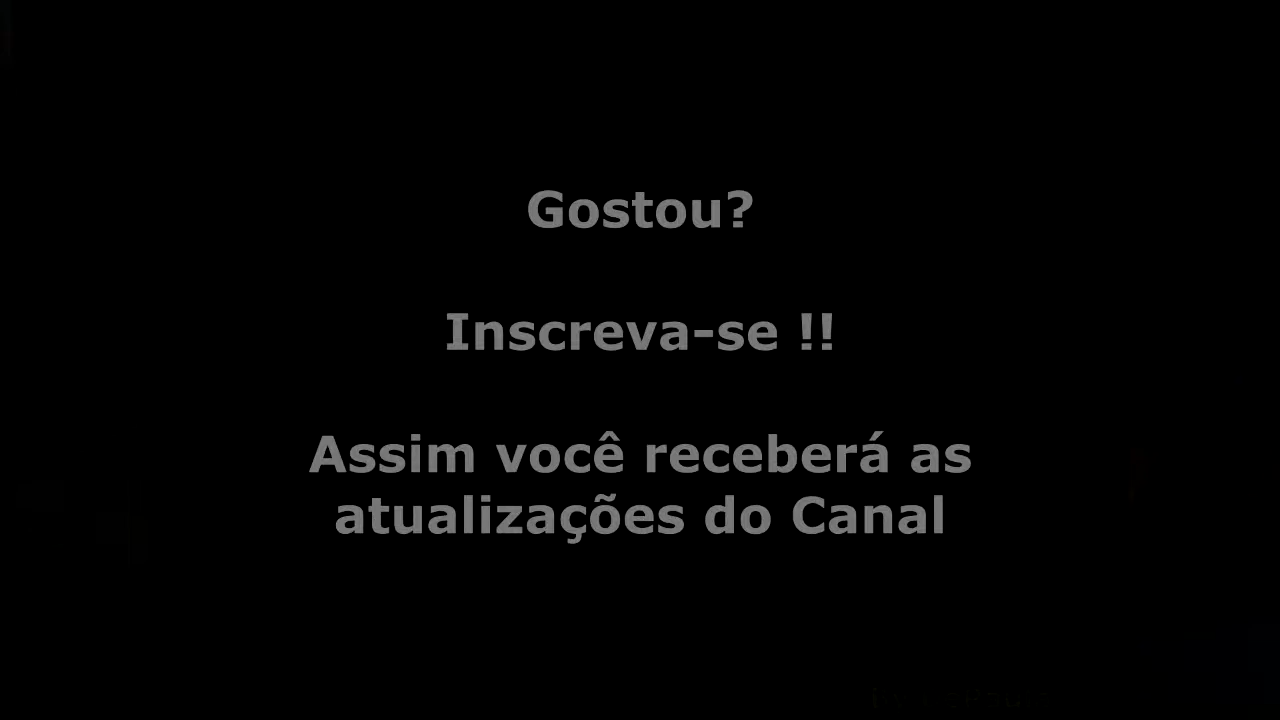 Gostou?
Inscreva-se !!
Assim você receberá as
atualizações do Canal